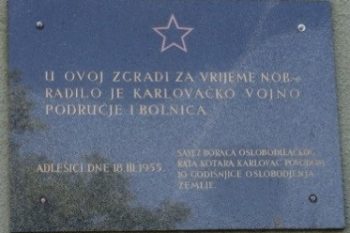 U OVOJ ZGRADI ZA VRIJEME NOB-
RADILO JE KARLOVAČKO VOJNO
PODRUČJE I BOLNICA.
ADLEŠIĆI DNE 18.III.1955.
SAVEZ BORACA OSLOBODILAČKOG
RATA KOTARA KARLOVAC POVODOM
10 GODIŠNJICE OSLOBODJENJA
ZEMLJE.